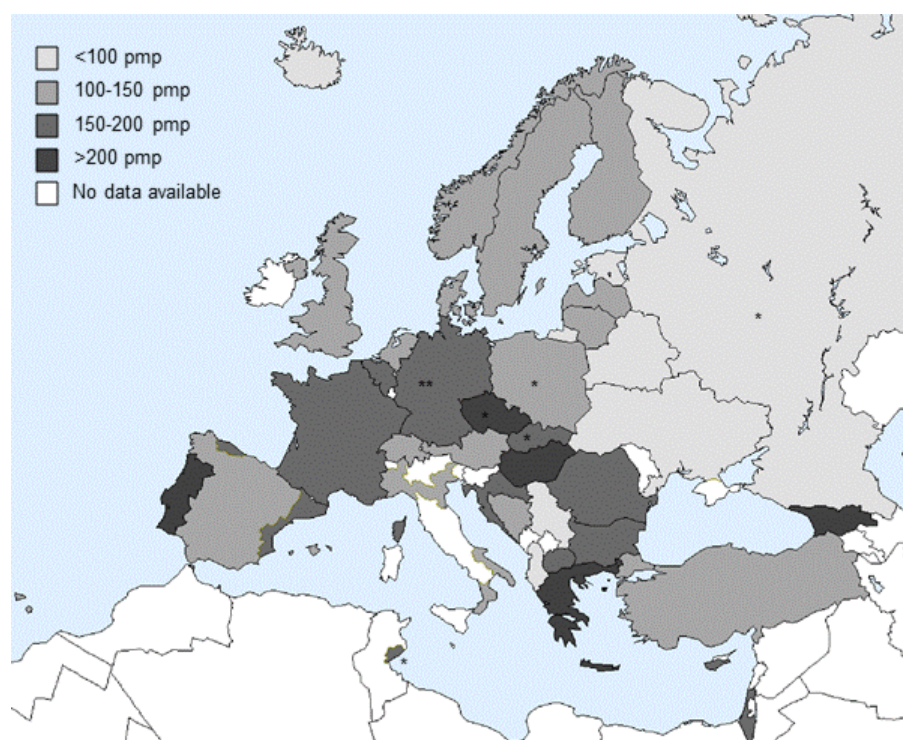 <100 pmp
100-150 pmp
150-200 pmp
>200 pmp
No data available
*
**
*
*
*
*